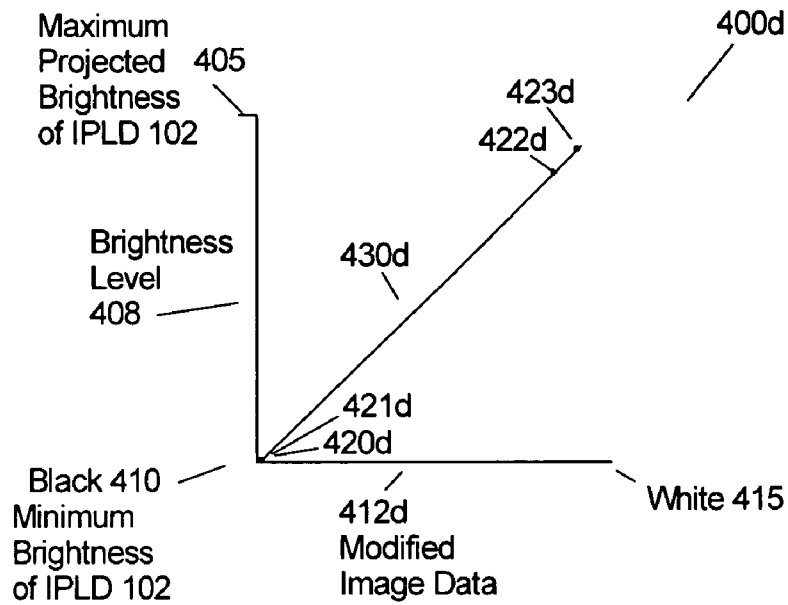 Maximum
Projected 405
Brightness
of IPLD 102
400d
423d
422d
Brightness
Level
408
430d
421d
420d
Black 410
Minimum
Brightness
of IPLD 102
412d
Modified
Image Data
White 415